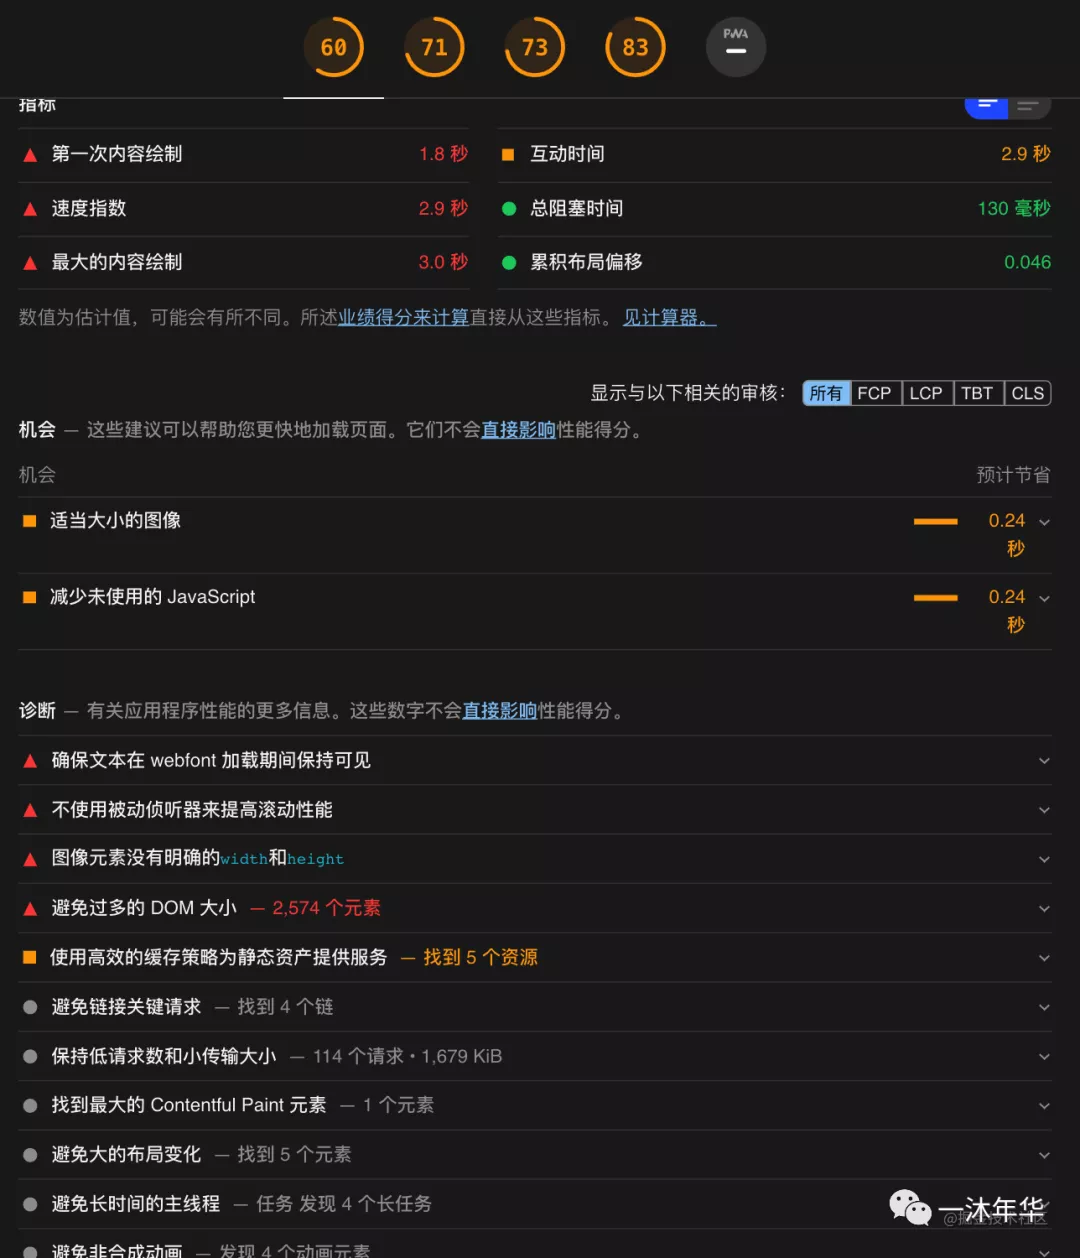 60 71 73 83 PWA
指标
第一次内容绘制 1.8 秒 互动时间 2.9 秒
速度指数 2.9 秒 总阻塞时间 130 毫秒
最大的内容绘制 3.0 秒 累积布局偏移 0.046
数值为估计值，可能会有所不同。所述业绩得分来计算直接从这些指标。 见计算器。
显示与以下相关的审核： 所有 FCP LCP TBT CLS
机会 — 这些建议可以帮助您更快地加载页面。它们不会直接影响性能得分。
机会 预计节省
适当大小的图像 0.24
秒
减少未使用的 JavaScript 0.24
秒
诊断 — 有关应用程序性能的更多信息。这些数字不会直接影响性能得分。
确保文本在 webfont 加载期间保持可见
不使用被动侦听器来提高滚动性能
图像元素没有明确的width和height
避免过多的 DOM 大小 — 2,574 个元素
使用高效的缓存策略为静态资产提供服务 — 找到 5 个资源
避免链接关键请求 — 找到 4 个链
保持低请求数和小传输大小 — 114 个请求 • 1,679 KiB
找到最大的 Contentful Paint 元素 — 1 个元素
避免大的布局变化 — 找到 5 个元素
避免长时间的主线程 — 任务 发现 4 个长任务
一沐年华
@掘金技术社区
避免非合成动画 — 发现 4 个动画元素